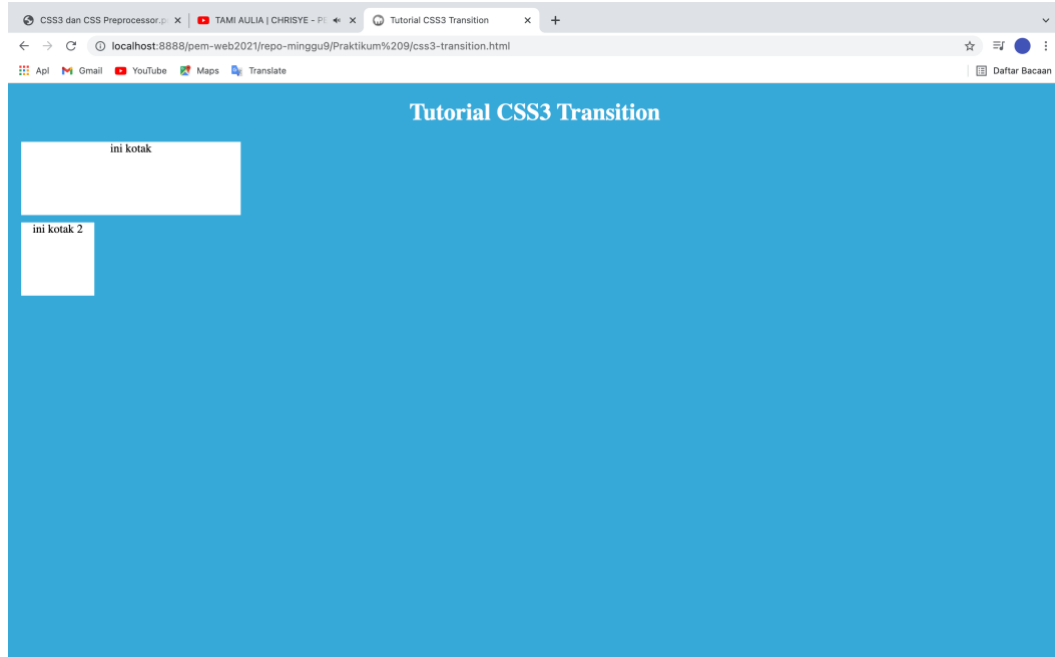 CSS3 dan CSS Preprocessor.p
TAMI AULIA | CHRISYE - PE
Tutorial CSS3 Transition
localhost:8888/pem-web2021/repo-minggu9/Praktikum%209/css3-transition.html
Apl Gmail YouTube Maps Translate Daftar Bacaan
Tutorial CSS3 Transition
ini kotak
ini kotak 2